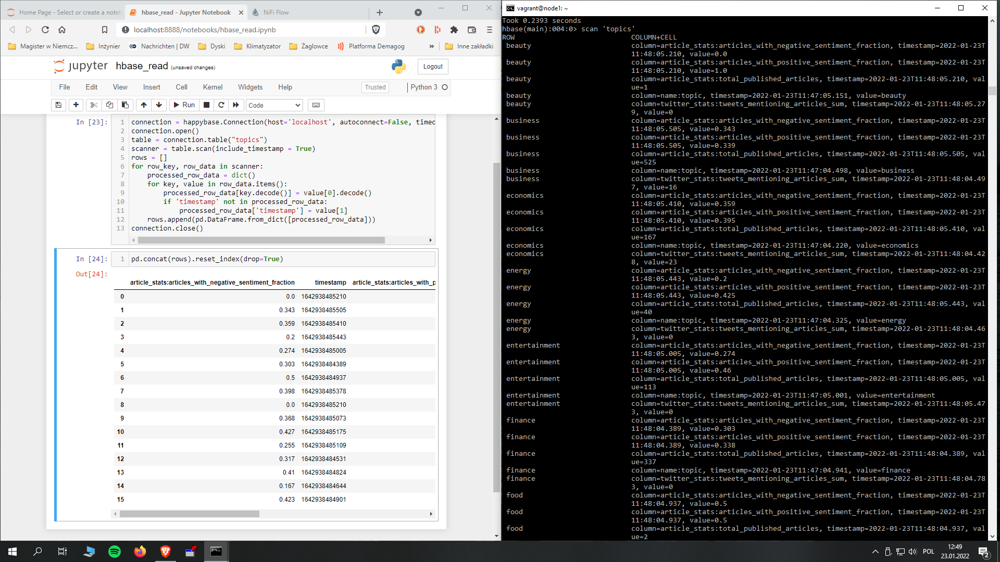 Home Page - Select or create a noteb
hbase_read - Jupyter Notebook
NiFi Flow
localhost:8888/notebooks/hbase_read.ipynb
Magister w Niemcz...
Inżynier
Nachrichten | DW
Dyski
Klimatyzator
Żaglowce
Platforma Demagog
»
Inne zakładki
jupyter
hbase_read (unsaved changes)
Logout
File Edit View Insert Cell Kernel Widgets Help
Trusted
Python 3
Run
Code
In [23]:
1 connection = happybase.Connection(host='localhost', autoconnect=False, timeo
2 connection.open()
3 table = connection.table("topics")
4 scanner = table.scan(include_timestamp = True)
5 rows = []
6 for row_key, row_data in scanner:
7     processed_row_data = dict()
8     for key, value in row_data.items():
9         processed_row_data[key.decode()] = value[0].decode()
10         if 'timestamp' not in processed_row_data:
11             processed_row_data['timestamp'] = value[1]
12     rows.append(pd.DataFrame.from_dict([processed_row_data]))
13 connection.close()
In [24]:
1 pd.concat(rows).reset_index(drop=True)
Out[24]:
article_stats:articles_with_negative_sentiment_fraction timestamp article_stats:articles_with_p
0 0.0 1642938485210
1 0.343 1642938485505
2 0.359 1642938485410
3 0.2 1642938485443
4 0.274 1642938485005
5 0.303 1642938484389
6 0.5 1642938484937
7 0.398 1642938485378
8 0.0 1642938485210
9 0.368 1642938485073
10 0.427 1642938485175
11 0.255 1642938485109
12 0.317 1642938484531
13 0.41 1642938484824
14 0.167 1642938484644
15 0.423 1642938484901
vagrant@node1: ~
Took 0.2393 seconds
hbase(main):004:0> scan 'topics'
ROW COLUMN+CELL
beauty column=article_stats:articles_with_negative_sentiment_fraction, timestamp=2022-01-23T
11:48:05.210, value=0.0
beauty column=article_stats:articles_with_positive_sentiment_fraction, timestamp=2022-01-23T
11:48:05.210, value=1.0
beauty column=article_stats:total_published_articles, timestamp=2022-01-23T11:48:05.210, val
ue=1
beauty column=name:topic, timestamp=2022-01-23T11:47:05.151, value=beauty
beauty column=twitter_stats:tweets_mentioning_articles_sum, timestamp=2022-01-23T11:48:05.27
9, value=0
business column=article_stats:articles_with_negative_sentiment_fraction, timestamp=2022-01-23T
11:48:05.505, value=0.343
business column=article_stats:articles_with_positive_sentiment_fraction, timestamp=2022-01-23T
11:48:05.505, value=0.339
business column=article_stats:total_published_articles, timestamp=2022-01-23T11:48:05.505, val
ue=525
business column=name:topic, timestamp=2022-01-23T11:47:04.498, value=business
business column=twitter_stats:tweets_mentioning_articles_sum, timestamp=2022-01-23T11:48:04.49
7, value=16
economics column=article_stats:articles_with_negative_sentiment_fraction, timestamp=2022-01-23T
11:48:05.410, value=0.359
economics column=article_stats:articles_with_positive_sentiment_fraction, timestamp=2022-01-23T
11:48:05.410, value=0.395
economics column=article_stats:total_published_articles, timestamp=2022-01-23T11:48:05.410, val
ue=167
economics column=name:topic, timestamp=2022-01-23T11:47:04.220, value=economics
economics column=twitter_stats:tweets_mentioning_articles_sum, timestamp=2022-01-23T11:48:04.42
8, value=23
energy column=article_stats:articles_with_negative_sentiment_fraction, timestamp=2022-01-23T
11:48:05.443, value=0.2
energy column=article_stats:articles_with_positive_sentiment_fraction, timestamp=2022-01-23T
11:48:05.443, value=0.425
energy column=article_stats:total_published_articles, timestamp=2022-01-23T11:48:05.443, val
ue=40
energy column=name:topic, timestamp=2022-01-23T11:47:04.325, value=energy
energy column=twitter_stats:tweets_mentioning_articles_sum, timestamp=2022-01-23T11:48:04.46
3, value=0
entertainment column=article_stats:articles_with_negative_sentiment_fraction, timestamp=2022-01-23T
11:48:05.005, value=0.274
entertainment column=article_stats:articles_with_positive_sentiment_fraction, timestamp=2022-01-23T
11:48:05.005, value=0.46
entertainment column=article_stats:total_published_articles, timestamp=2022-01-23T11:48:05.005, val
ue=113
entertainment column=name:topic, timestamp=2022-01-23T11:47:05.001, value=entertainment
entertainment column=twitter_stats:tweets_mentioning_articles_sum, timestamp=2022-01-23T11:48:05.47
3, value=0
finance column=article_stats:articles_with_negative_sentiment_fraction, timestamp=2022-01-23T
11:48:04.389, value=0.303
finance column=article_stats:articles_with_positive_sentiment_fraction, timestamp=2022-01-23T
11:48:04.389, value=0.338
finance column=article_stats:total_published_articles, timestamp=2022-01-23T11:48:04.389, val
ue=337
finance column=name:topic, timestamp=2022-01-23T11:47:04.941, value=finance
finance column=twitter_stats:tweets_mentioning_articles_sum, timestamp=2022-01-23T11:48:04.78
3, value=0
food column=article_stats:articles_with_negative_sentiment_fraction, timestamp=2022-01-23T
11:48:04.937, value=0.5
food column=article_stats:articles_with_positive_sentiment_fraction, timestamp=2022-01-23T
11:48:04.937, value=0.5
food column=article_stats:total_published_articles, timestamp=2022-01-23T11:48:04.937, val
ue=2
POL
12:49
23.01.2022
2